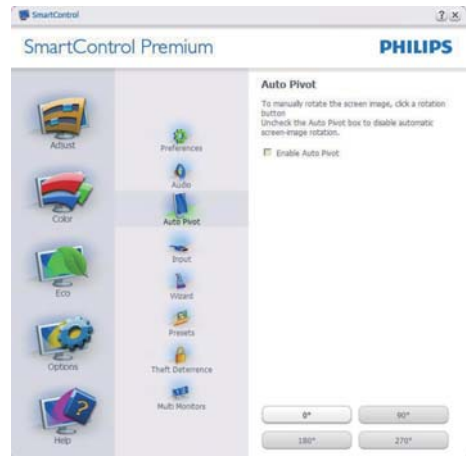 SmartControl
SmartControl Premium
PHILIPS
Adjust
Color
Eco
Options
Help
Preferences
Audio
Auto Pivot
Input
Wizard
Presets
Theft Deterrence
Multi Monitors
Auto Pivot
To manually rotate the screen image, click a rotation
button
Uncheck the Auto Pivot box to disable automatic
screen-image rotation.
Enable Auto Pivot
0°
90°
180°
270°